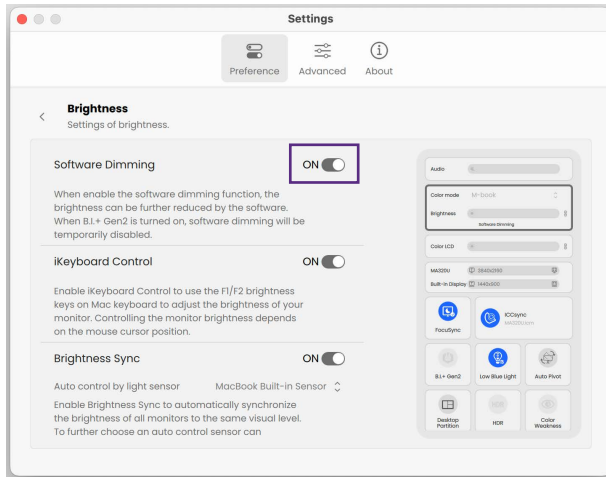 Settings
Preference Advanced About
Brightness
Settings of brightness.
Software Dimming ON
When enable the software dimming function, the
brightness can be further reduced by the software.
When B.I.+ Gen2 is turned on, software dimming will be
temporarily disabled.
iKeyboard Control ON
Enable iKeyboard Control to use the F1/F2 brightness
keys on Mac keyboard to adjust the brightness of your
monitor. Controlling the monitor brightness depends
on the mouse cursor position.
Brightness Sync ON
Auto control by light sensor MacBook Built-in Sensor
Enable Brightness Sync to automatically synchronize
the brightness of all monitors to the same visual level.
To further choose an auto control sensor can
Audio
Color mode M-book
Brightness
Software Dimming
Color LCD
MA320U 3840x2160
Built-in Display 1440x900
FocuSync
ICCsync
B.I.+ Gen2 Low Blue Light Auto Pivot
Desktop
Partition
HDR
Color
Weakness